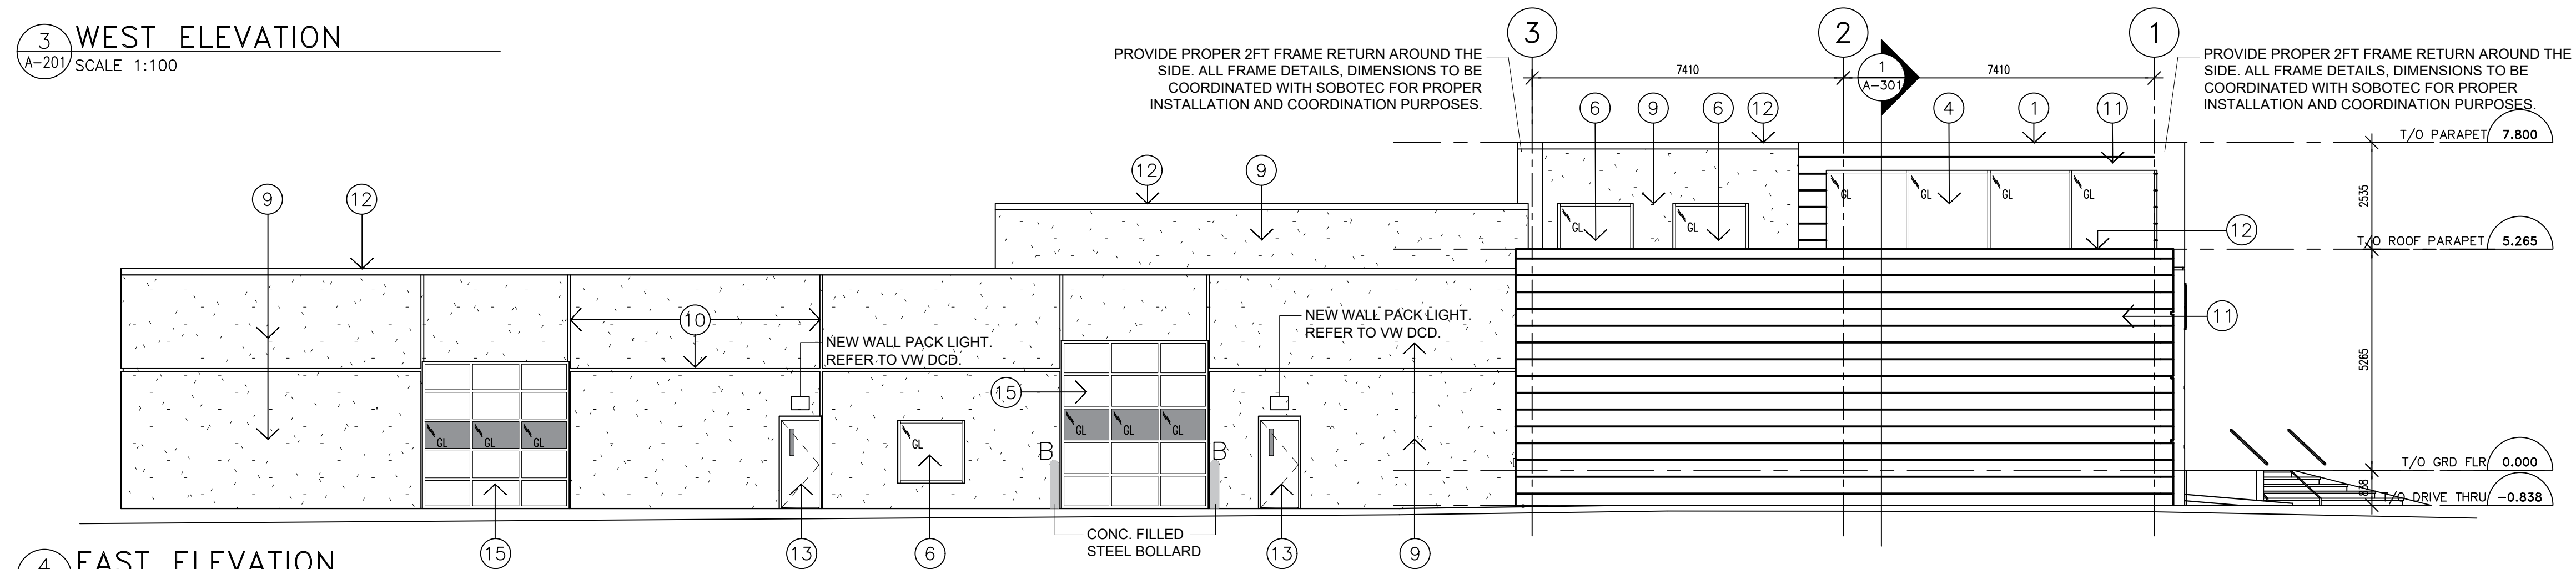 3
A-201
WEST ELEVATION
SCALE 1:100
PROVIDE PROPER 2FT FRAME RETURN AROUND THE
SIDE. ALL FRAME DETAILS, DIMENSIONS TO BE
COORDINATED WITH SOBOTEC FOR PROPER
INSTALLATION AND COORDINATION PURPOSES.
3
2
1
7410
7410
1
A-301
PROVIDE PROPER 2FT FRAME RETURN AROUND THE
SIDE. ALL FRAME DETAILS, DIMENSIONS TO BE
COORDINATED WITH SOBOTEC FOR PROPER
INSTALLATION AND COORDINATION PURPOSES.
6
9
6
12
4
1
11
T/O PARAPET 7.800
9
12
12
9
GL
GL
GL
GL
GL
GL
2535
12
T/O ROOF PARAPET 5.265
10
NEW WALL PACK LIGHT.
REFER TO VW DCD.
NEW WALL PACK LIGHT.
REFER TO VW DCD.
11
5265
15
GL
GL
GL
GL
GL
GL
GL
B
B
T/O GRD FLR 0.000
838
T/O DRIVE THRU -0.838
CONC. FILLED
STEEL BOLLARD
15
13
6
13
9
4
EAST ELEVATION